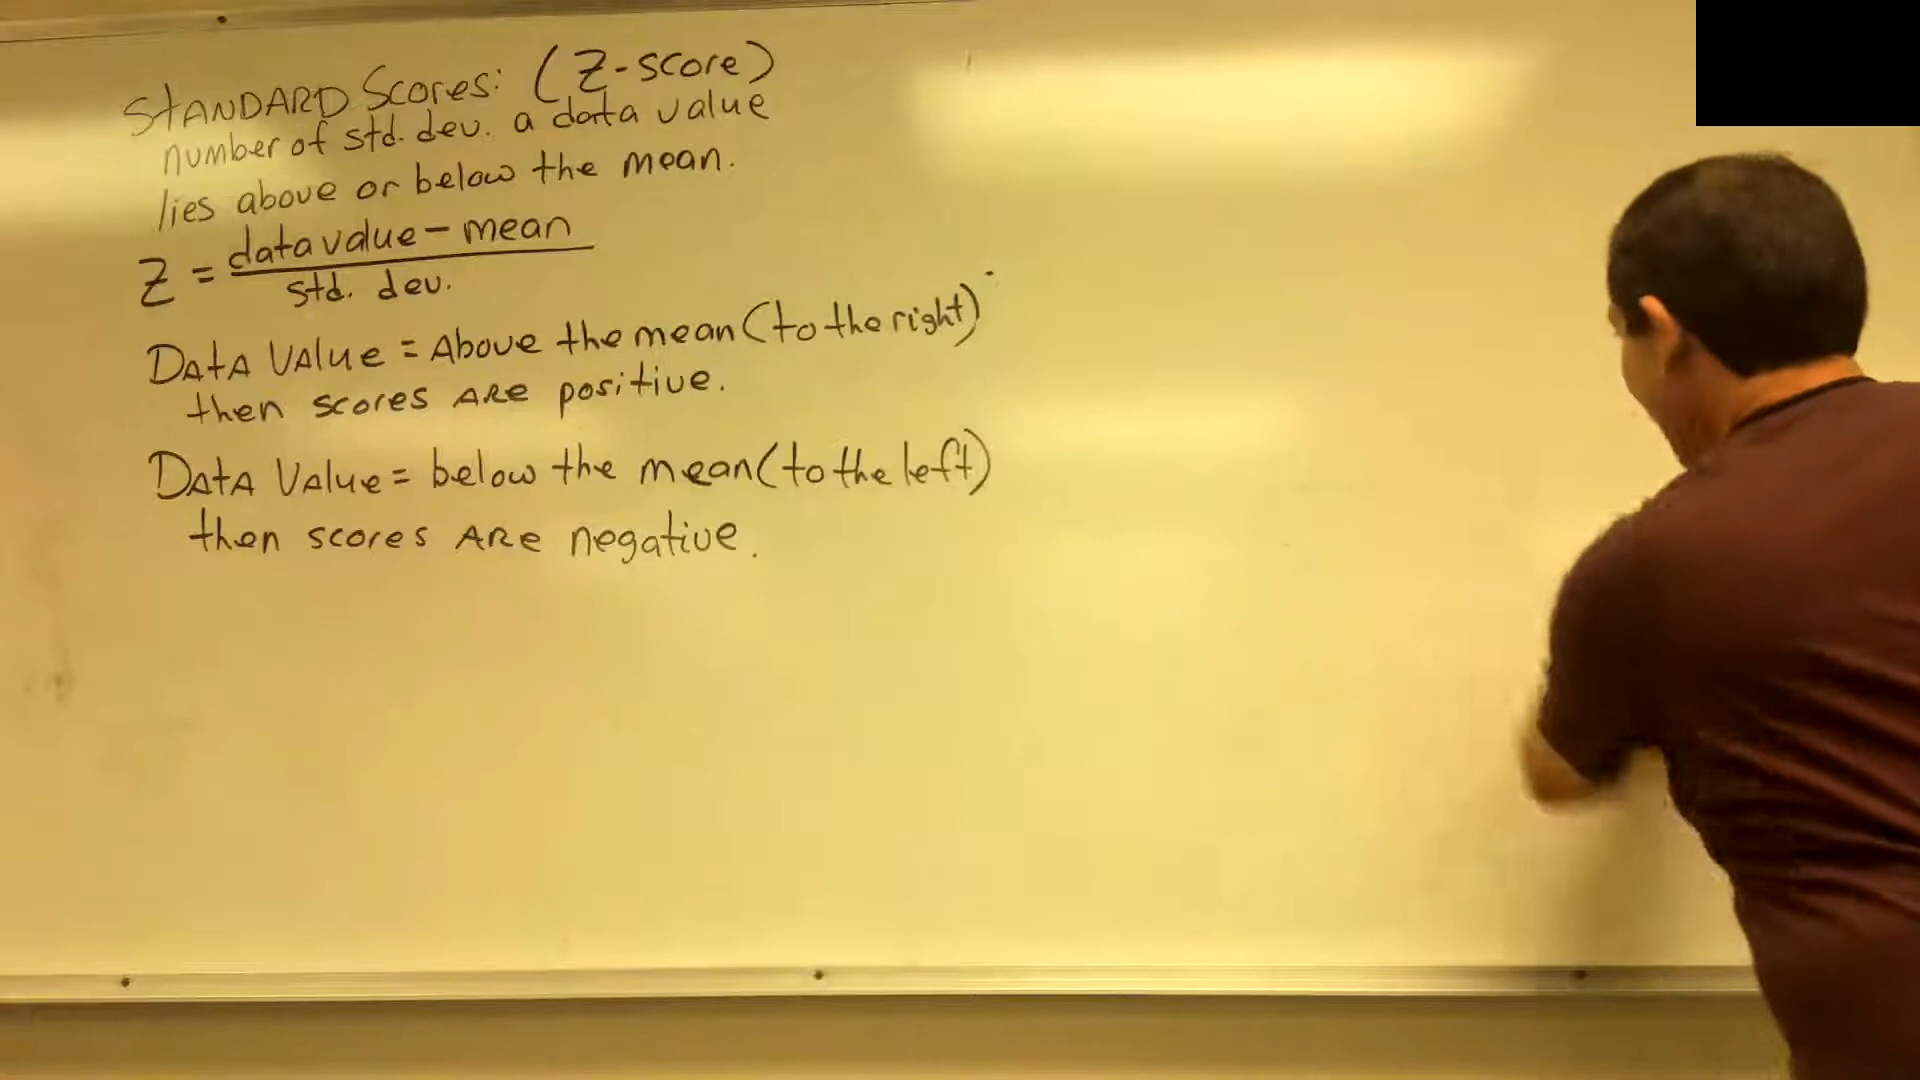 STANDARD Scores: (Z-score)
number of std. dev. a data value
lies above or below the mean.
Z = data value - mean
std. dev.
DATA VALUE = Above the mean (to the right)
then scores ARE positive.
DATA VALUE = below the mean (to the left)
then scores ARE negative.